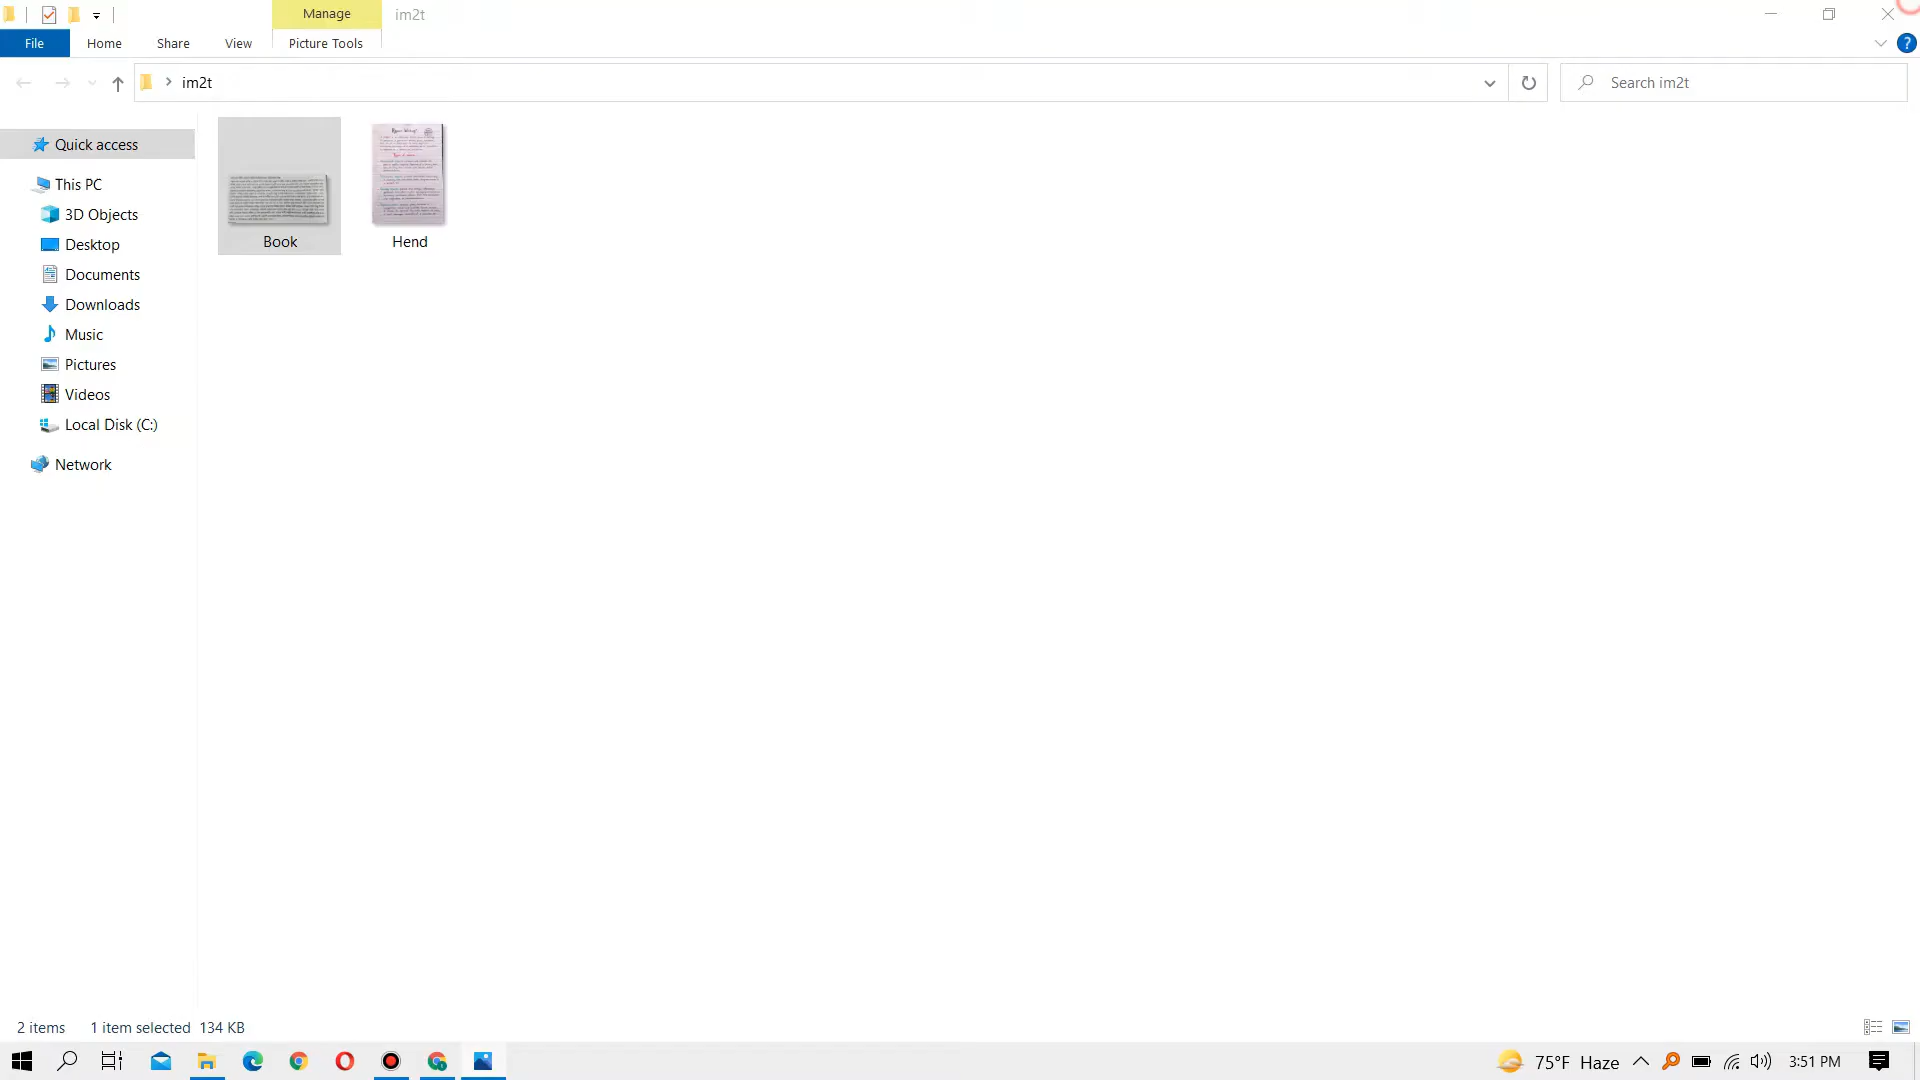 Manage
im2t
File
Home
Share
View
Picture Tools
?
im2t
Search im2t
Quick access
This PC
3D Objects
Desktop
Documents
Downloads
Music
Pictures
Videos
Local Disk (C:)
Network
Book
Hend
2 items
1 item selected 134 KB
75°F Haze
3:51 PM